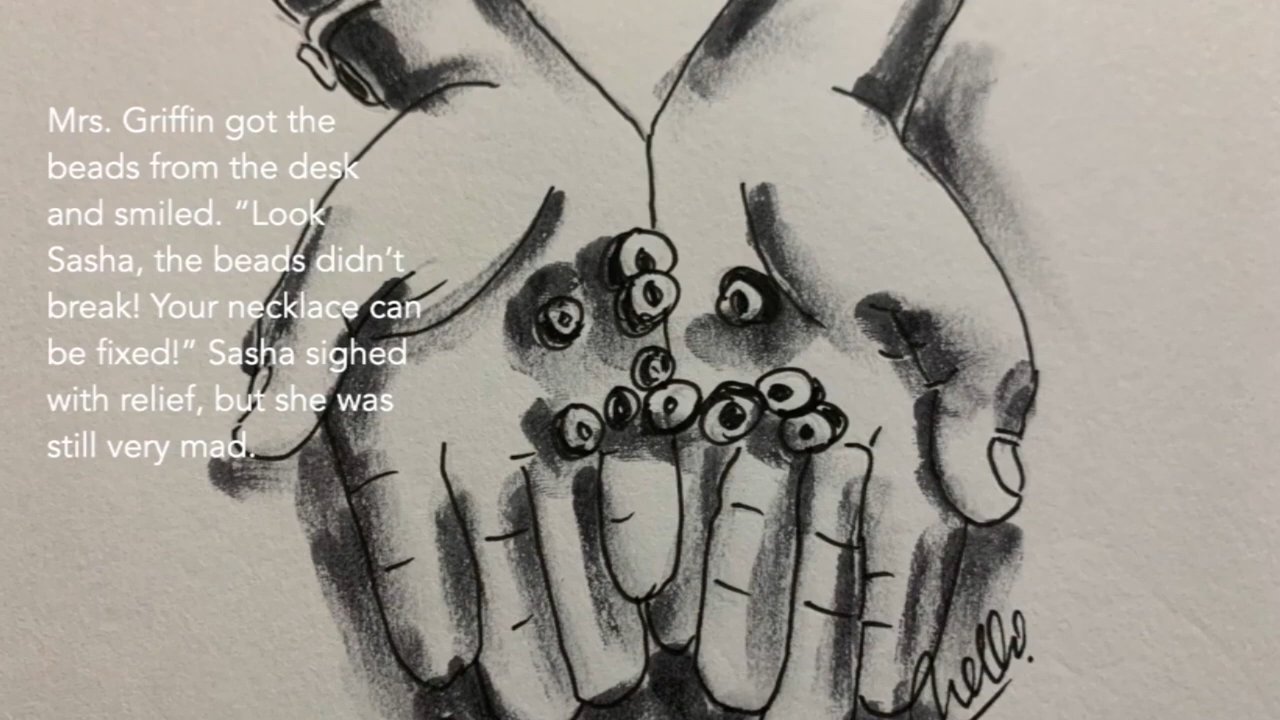 Mrs. Griffin got the
beads from the desk
and smiled. “Look
Sasha, the beads didn’t
break! Your necklace can
be fixed!” Sasha sighed
with relief, but she was
still very mad.
hello.